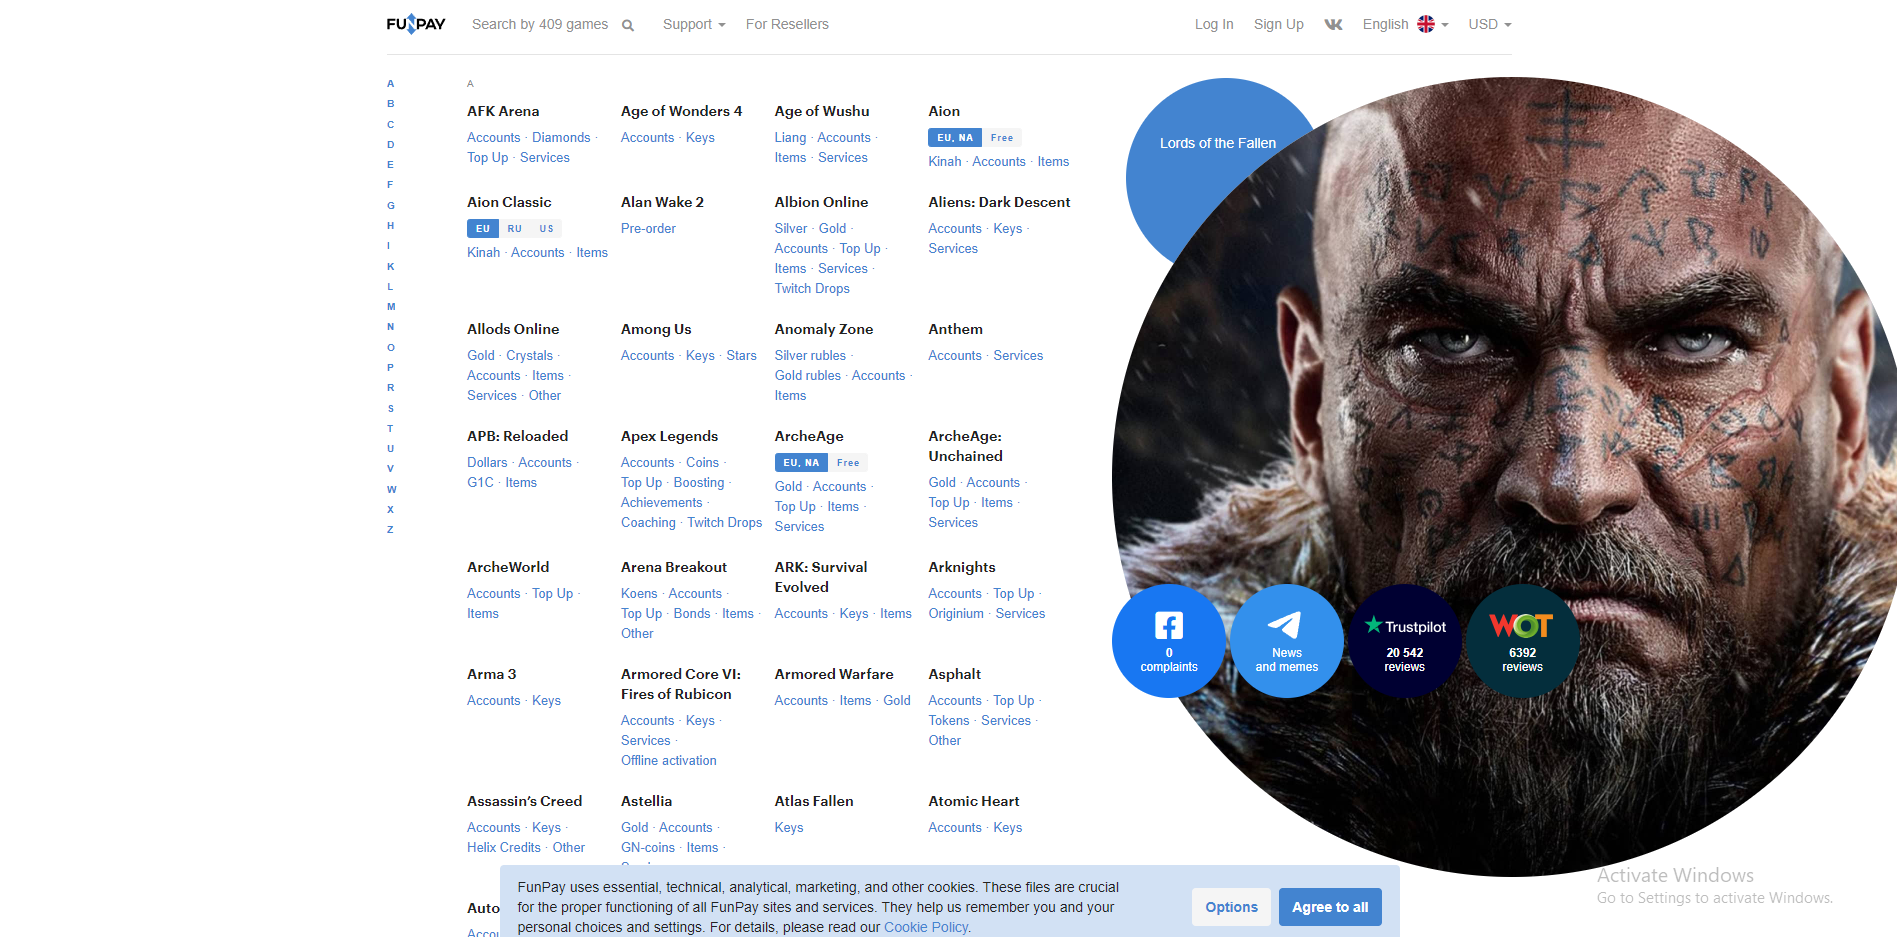 FUNPAY Search by 409 games Support For Resellers Log In Sign Up English USD
A
B
C
D
E
F
G
H
I
K
L
M
N
O
P
R
S
T
U
V
W
X
Z
A
AFK Arena
Accounts · Diamonds ·
Top Up · Services
Age of Wonders 4
Accounts · Keys
Age of Wushu
Liang · Accounts ·
Items · Services
Aion
EU, NA Free
Kinah · Accounts · Items
Aion Classic
EU RU US
Kinah · Accounts · Items
Alan Wake 2
Pre-order
Albion Online
Silver · Gold ·
Accounts · Top Up ·
Items · Services ·
Twitch Drops
Aliens: Dark Descent
Accounts · Keys ·
Services
Allods Online
Gold · Crystals ·
Accounts · Items ·
Services · Other
Among Us
Accounts · Keys · Stars
Anomaly Zone
Silver rubles ·
Gold rubles · Accounts ·
Items
Anthem
Accounts · Services
APB: Reloaded
Dollars · Accounts ·
G1C · Items
Apex Legends
Accounts · Coins ·
Top Up · Boosting ·
Achievements ·
Coaching · Twitch Drops
ArcheAge
EU, NA Free
Gold · Accounts ·
Top Up · Items ·
Services
ArcheAge:
Unchained
Gold · Accounts ·
Top Up · Items ·
Services
ArcheWorld
Accounts · Top Up ·
Items
Arena Breakout
Koens · Accounts ·
Top Up · Bonds · Items ·
Other
ARK: Survival
Evolved
Accounts · Keys · Items
Arknights
Accounts · Top Up ·
Originium · Services
Arma 3
Accounts · Keys
Armored Core VI:
Fires of Rubicon
Accounts · Keys ·
Services ·
Offline activation
Armored Warfare
Accounts · Items · Gold
Asphalt
Accounts · Top Up ·
Tokens · Services ·
Other
Assassin's Creed
Accounts · Keys ·
Helix Credits · Other
Astellia
Gold · Accounts ·
GN-coins · Items ·
Atlas Fallen
Keys
Atomic Heart
Accounts · Keys
Auto
Lords of the Fallen
0
complaints
News
and memes
Trustpilot
20 542
reviews
WOT
6392
reviews
FunPay uses essential, technical, analytical, marketing, and other cookies. These files are crucial
for the proper functioning of all FunPay sites and services. They help us remember you and your
personal choices and settings. For details, please read our Cookie Policy.
Options
Agree to all
Activate Windows
Go to Settings to activate Windows.